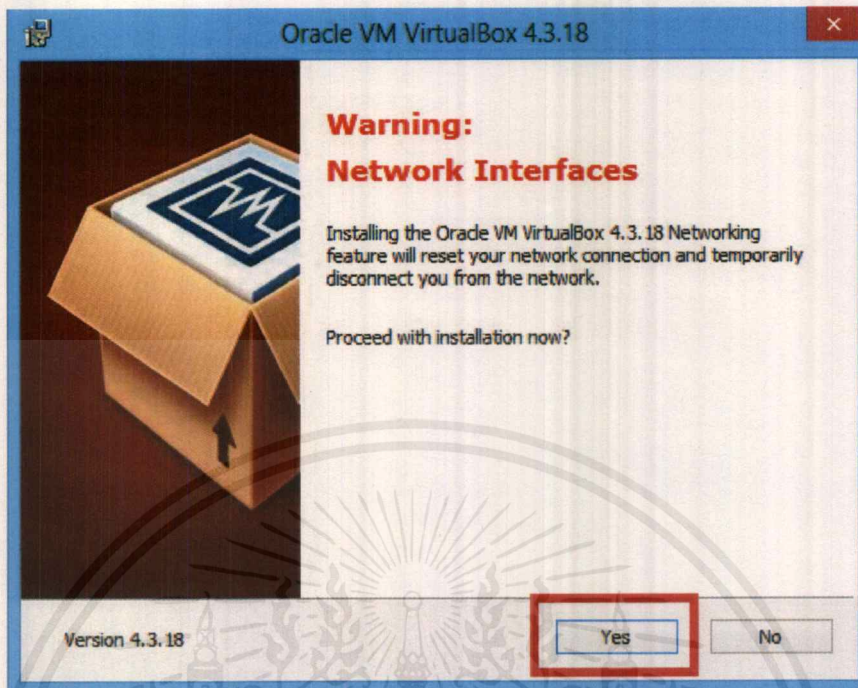 Oracle VM VirtualBox 4.3.18
Warning:
Network Interfaces
Installing the Oracle VM VirtualBox 4.3.18 Networking
feature will reset your network connection and temporarily
disconnect you from the network.
Proceed with installation now?
Version 4.3.18
Yes
No